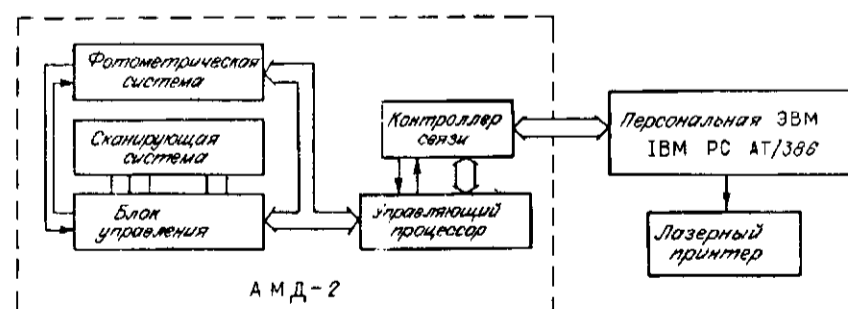 Фотометрическая
система
Сканирующая
система
Блок
управления
Контроллер
связи
Управляющий
процессор
АМД-2
Персональная ЭВМ
IBM PC AT/386
Лазерный
принтер